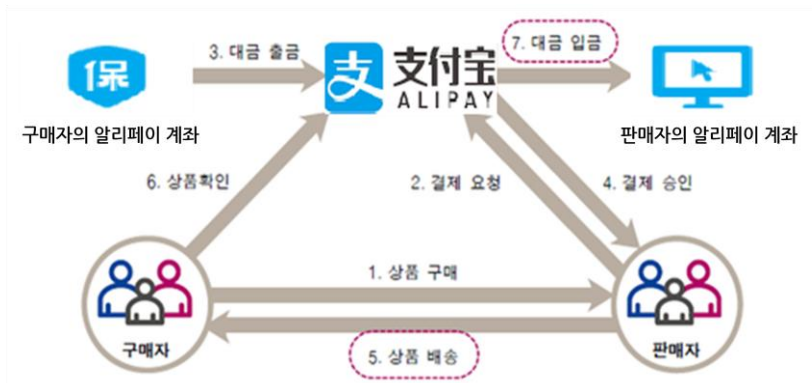 3. 대금 출금
7. 대금 입금
保
支
支付宝
ALIPAY
구매자의 알리페이 계좌
판매자의 알리페이 계좌
6. 상품확인
2. 결제 요청
4. 결제 승인
1. 상품 구매
구매자
판매자
5. 상품 배송